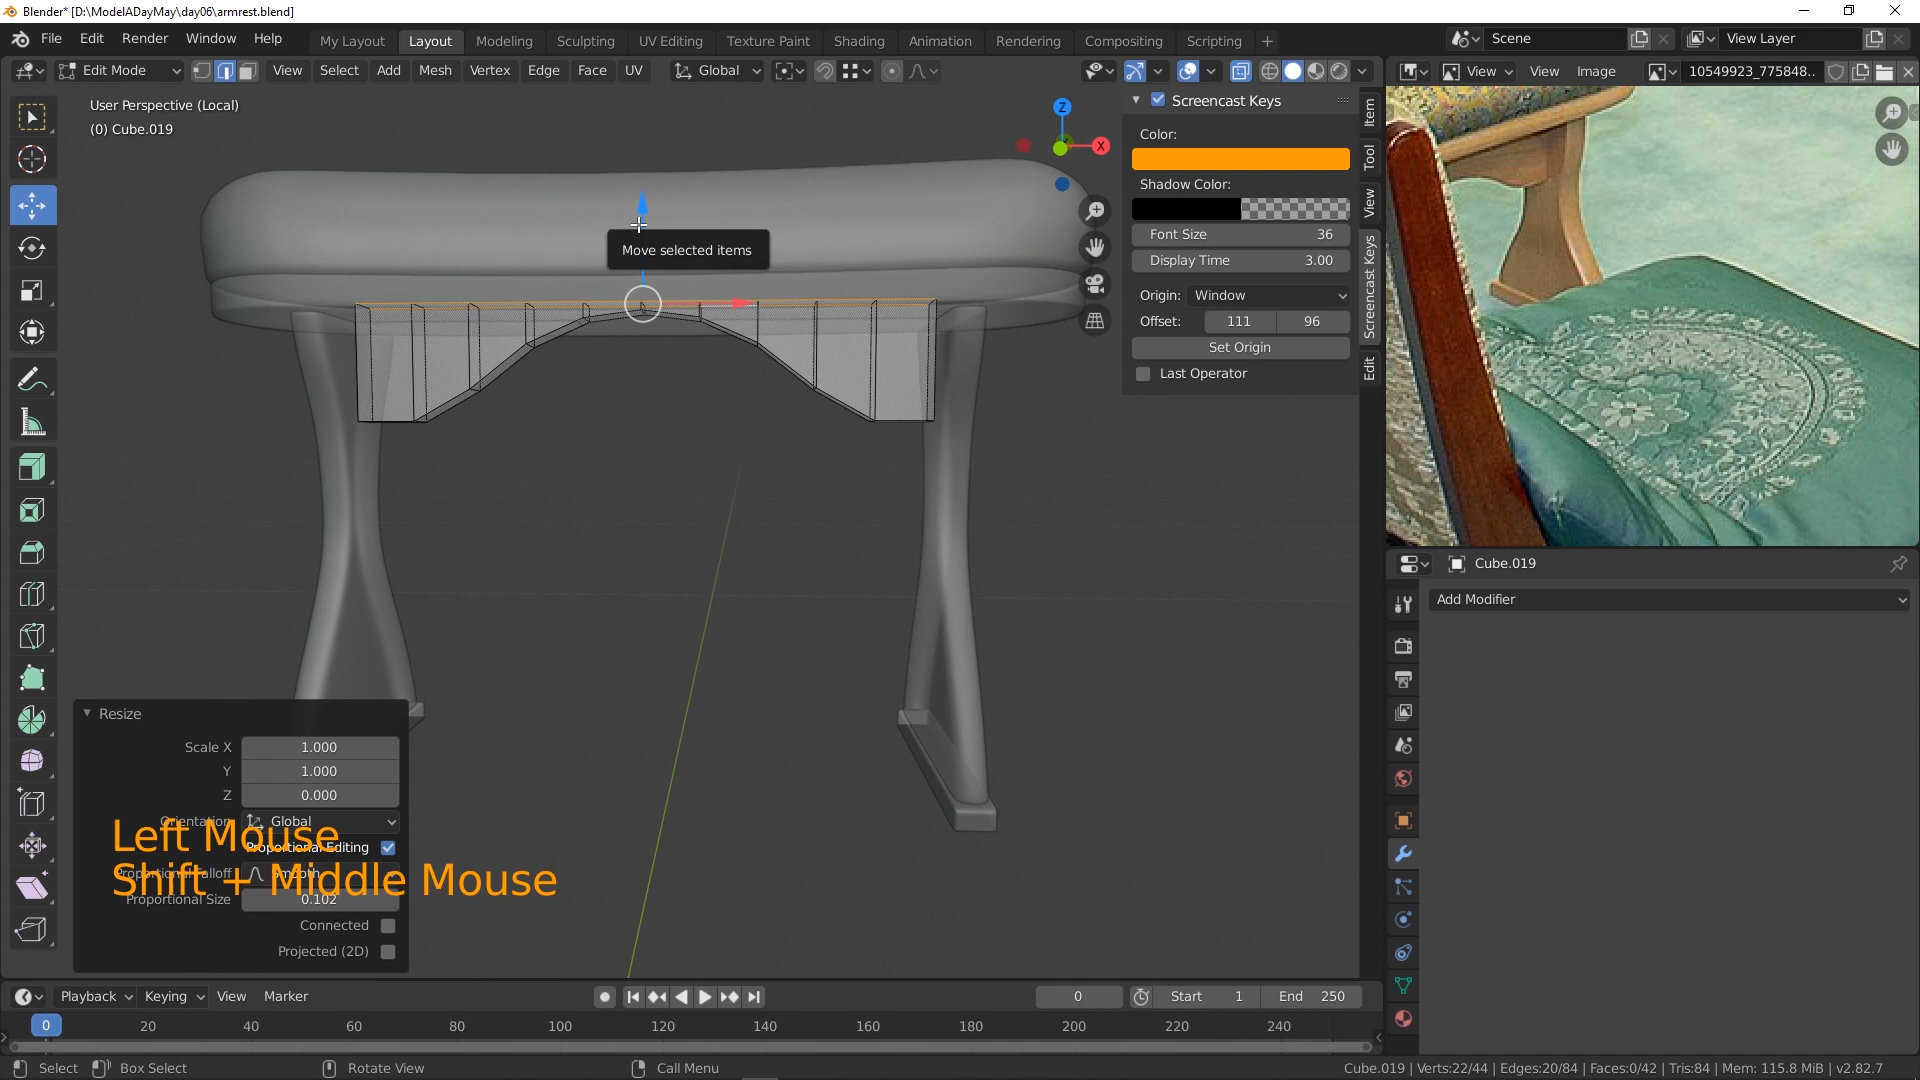 Blender* [D:\ModelADayMay\day06\armrest.blend]
File Edit Render Window Help My Layout Layout Modeling Sculpting UV Editing Texture Paint Shading Animation Rendering Compositing Scripting + Scene View Layer
Edit Mode View Select Add Mesh Vertex Edge Face UV Global View View Image 10549923_775848..
User Perspective (Local)
(0) Cube.019
Z
X
Screencast Keys
Color:
Shadow Color:
Font Size 36
Display Time 3.00
Origin: Window
Offset: 111 96
Set Origin
Last Operator
Item
Tool
View
Screencast Keys
Edit
Move selected items
Cube.019
Add Modifier
Resize
Scale X 1.000
Y 1.000
Z 0.000
Orientation Global
Proportional Editing
Proportional Falloff Smooth
Proportional Size 0.102
Connected
Projected (2D)
Left Mouse
Shift + Middle Mouse
Playback Keying View Marker 0 Start 1 End 250
0 20 40 60 80 100 120 140 160 180 200 220 240
Select Box Select Rotate View Call Menu Cube.019 | Verts:22/44 | Edges:20/84 | Faces:0/42 | Tris:84 | Mem: 115.8 MiB | v2.82.7